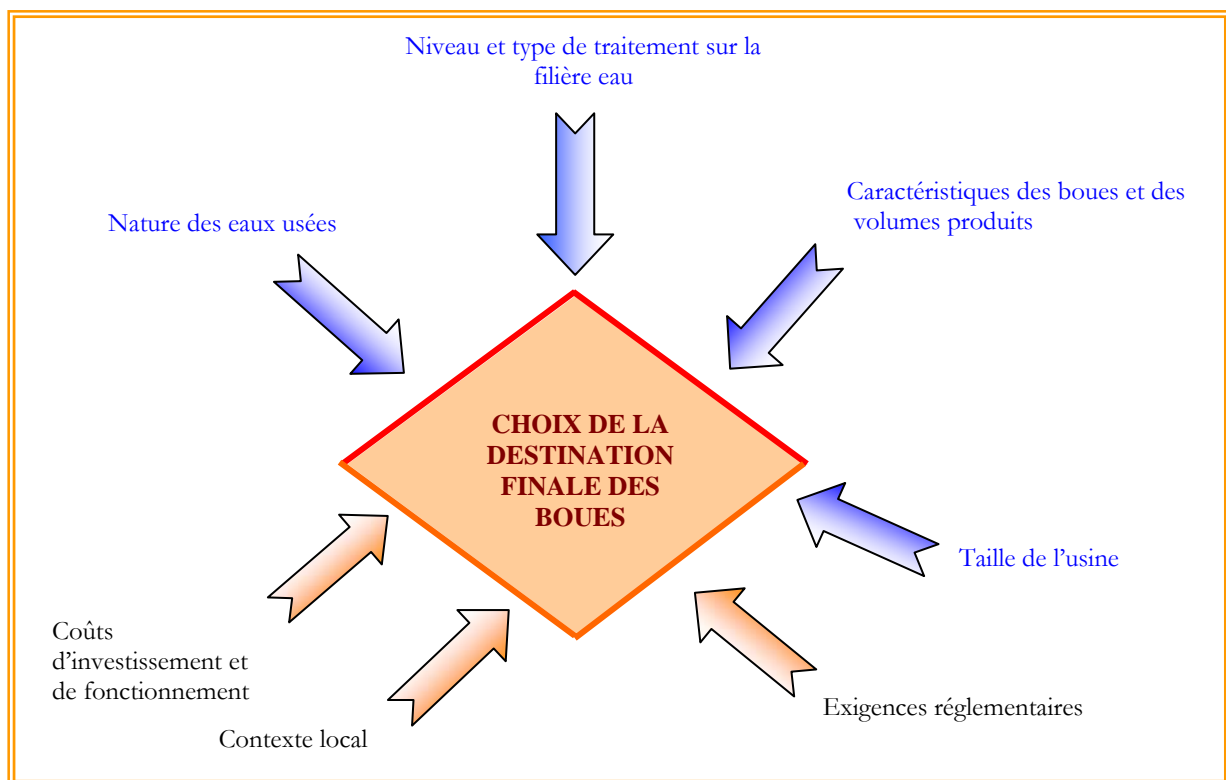 Niveau et type de traitement sur la
filière eau
Caractéristiques des boues et des
volumes produits
Nature des eaux usées
CHOIX DE LA
DESTINATION
FINALE DES
BOUES
Taille de l’usine
Coûts
d’investissement et
de fonctionnement
Exigences réglementaires
Contexte local